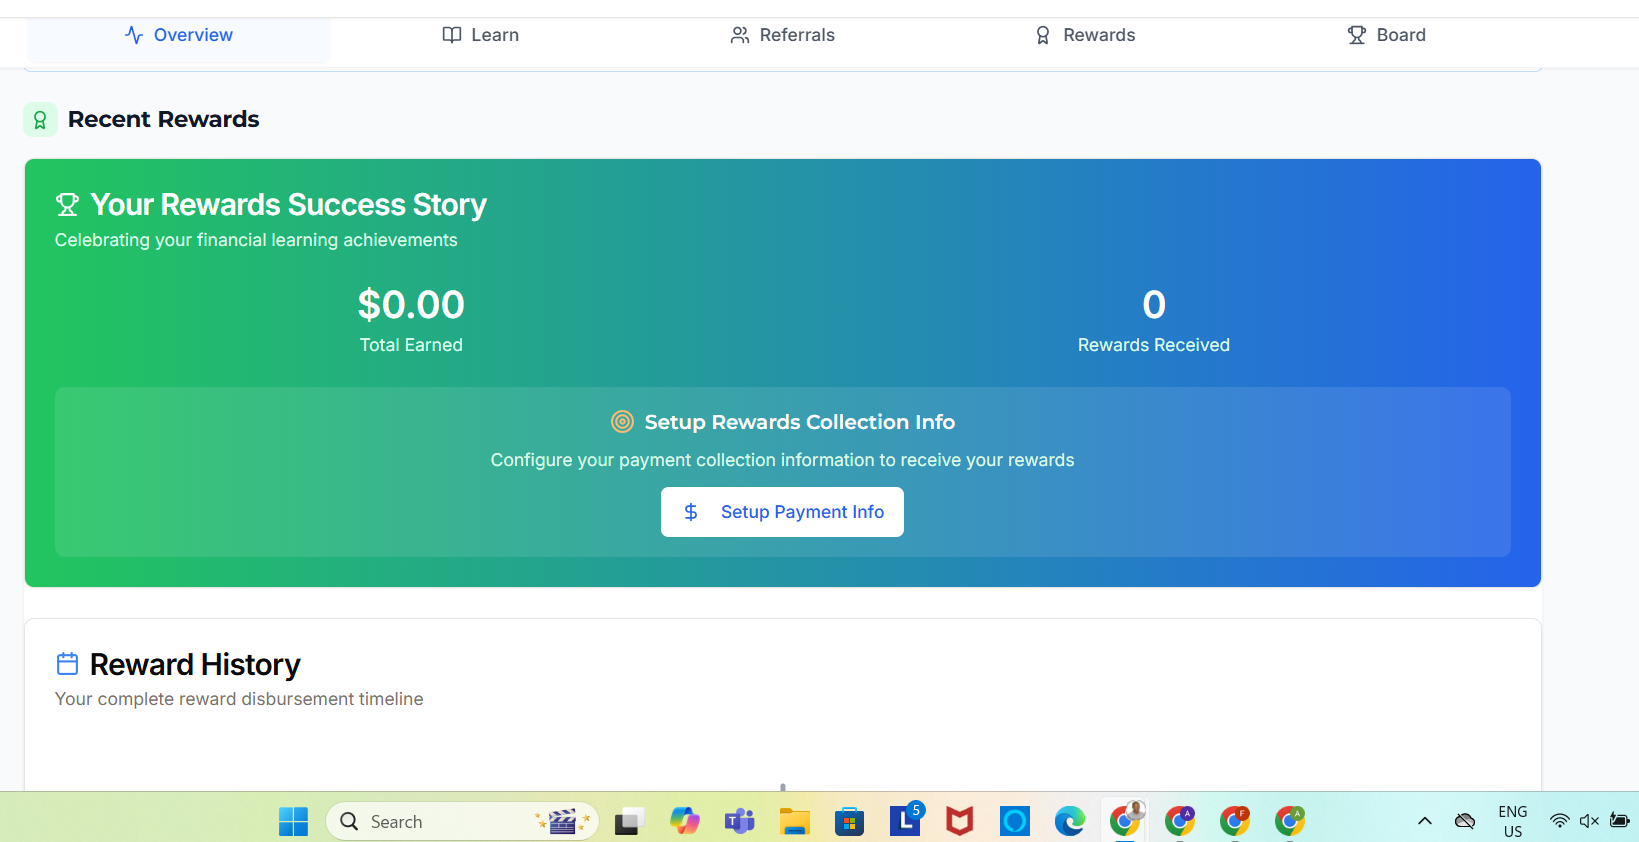 Overview
Learn
Referrals
Rewards
Board
Recent Rewards
Your Rewards Success Story
Celebrating your financial learning achievements
$0.00
0
Total Earned
Rewards Received
Setup Rewards Collection Info
Configure your payment collection information to receive your rewards
$ Setup Payment Info
Reward History
Your complete reward disbursement timeline
Search
T
L
5
A
F
A
ENG
US